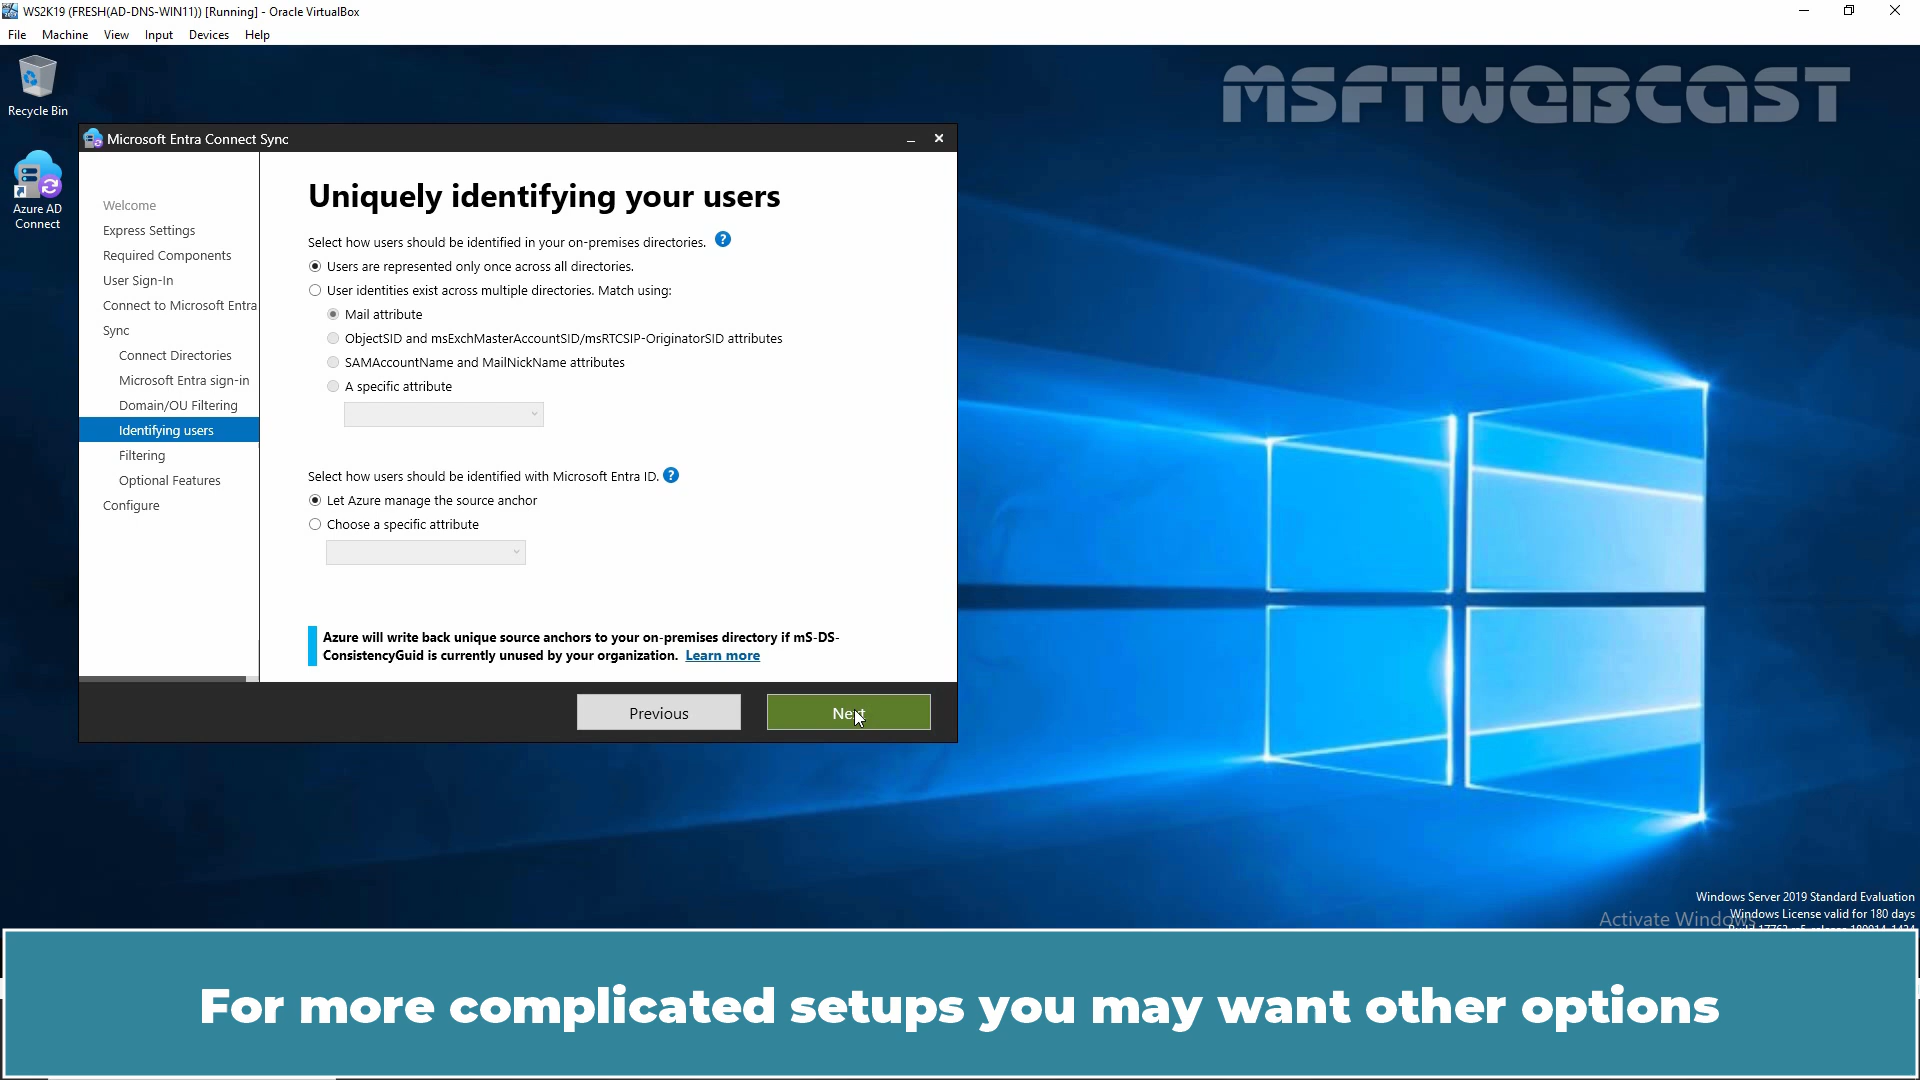 WS2K19 (FRESH(AD-DNS-WIN11)) [Running] - Oracle VirtualBox
File Machine View Input Devices Help
MSFTWEBCAST
Recycle Bin
Azure AD
Connect
Microsoft Entra Connect Sync
Welcome
Express Settings
Required Components
User Sign-In
Connect to Microsoft Entra
Sync
Connect Directories
Microsoft Entra sign-in
Domain/OU Filtering
Identifying users
Filtering
Optional Features
Configure
Uniquely identifying your users
Select how users should be identified in your on-premises directories. ?
Users are represented only once across all directories.
User identities exist across multiple directories. Match using:
Mail attribute
ObjectSID and msExchMasterAccountSID/msRTCSIP-OriginatorSID attributes
SAMAccountName and MailNickName attributes
A specific attribute
Select how users should be identified with Microsoft Entra ID. ?
Let Azure manage the source anchor
Choose a specific attribute
Azure will write back unique source anchors to your on-premises directory if mS-DS-
ConsistencyGuid is currently unused by your organization. Learn more
Previous Next
Windows Server 2019 Standard Evaluation
Activate Windows
Windows License valid for 180 days
For more complicated setups you may want other options